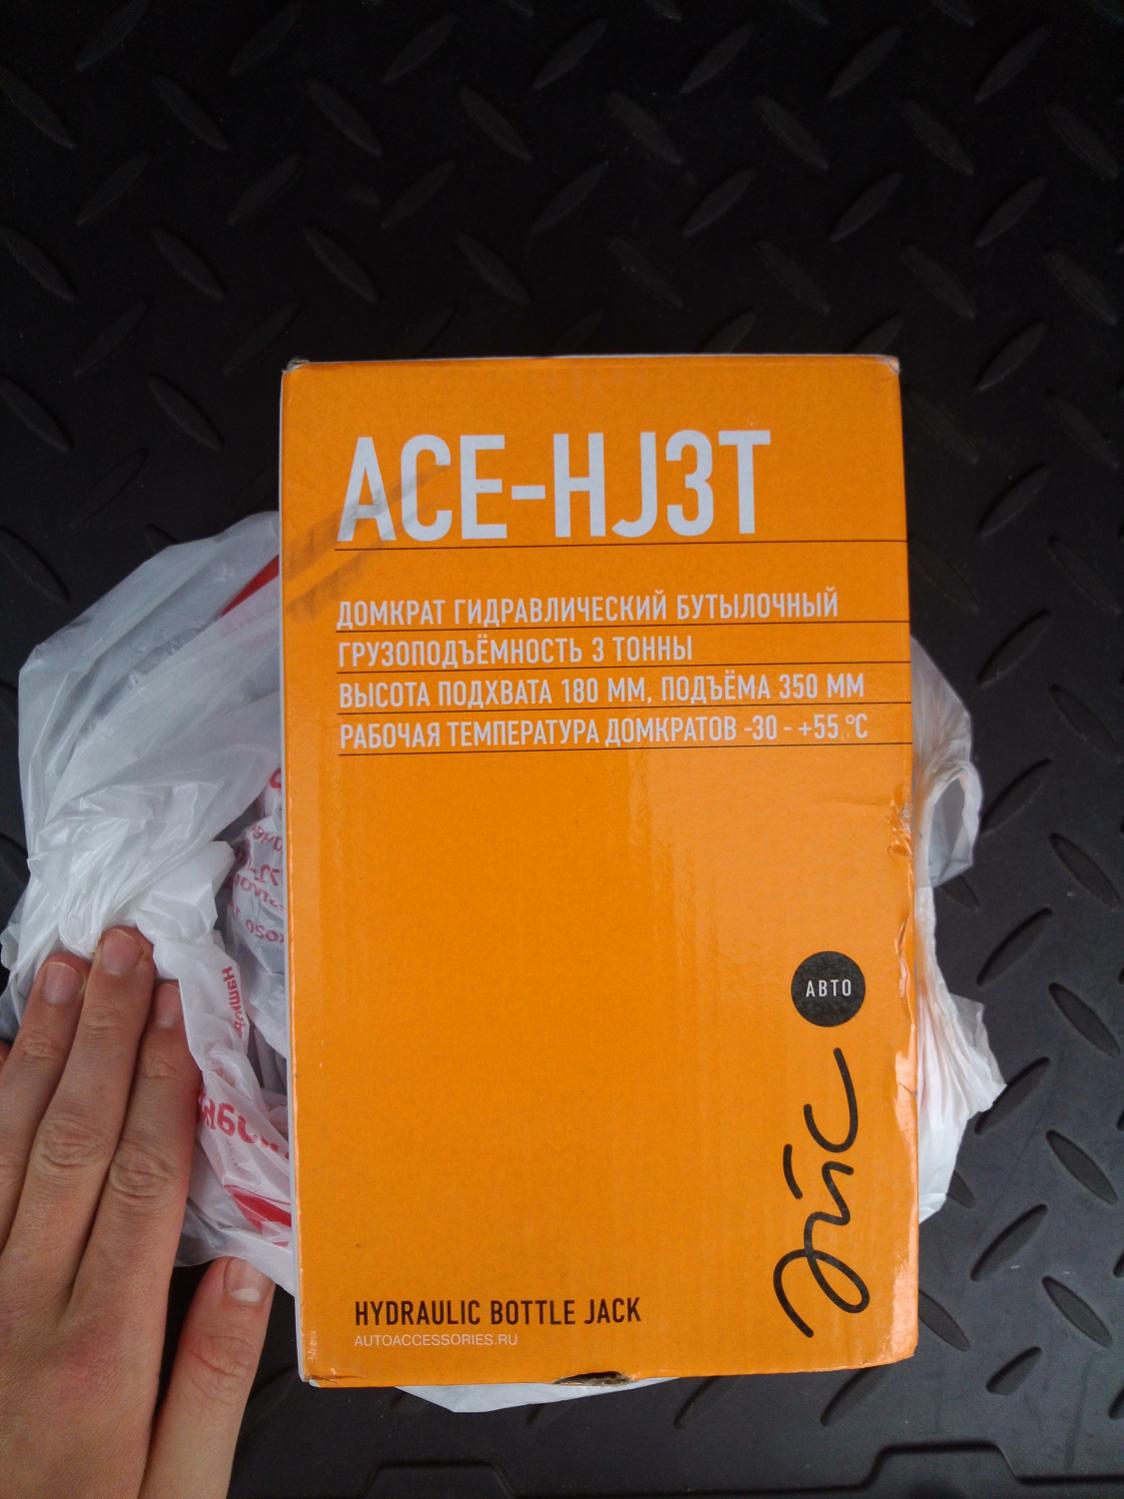 ACE-HJ3T
ДОМКРАТ ГИДРАВЛИЧЕСКИЙ БУТЫЛОЧНЫЙ
ГРУЗОПОДЪЁМНОСТЬ 3 ТОННЫ
ВЫСОТА ПОДХВАТА 180 ММ, ПОДЪЁМА 350 ММ
РАБОЧАЯ ТЕМПЕРАТУРА ДОМКРАТОВ -30 - +55 °C
АВТО
эйс
HYDRAULIC BOTTLE JACK
AUTOACCESSORIES.RU